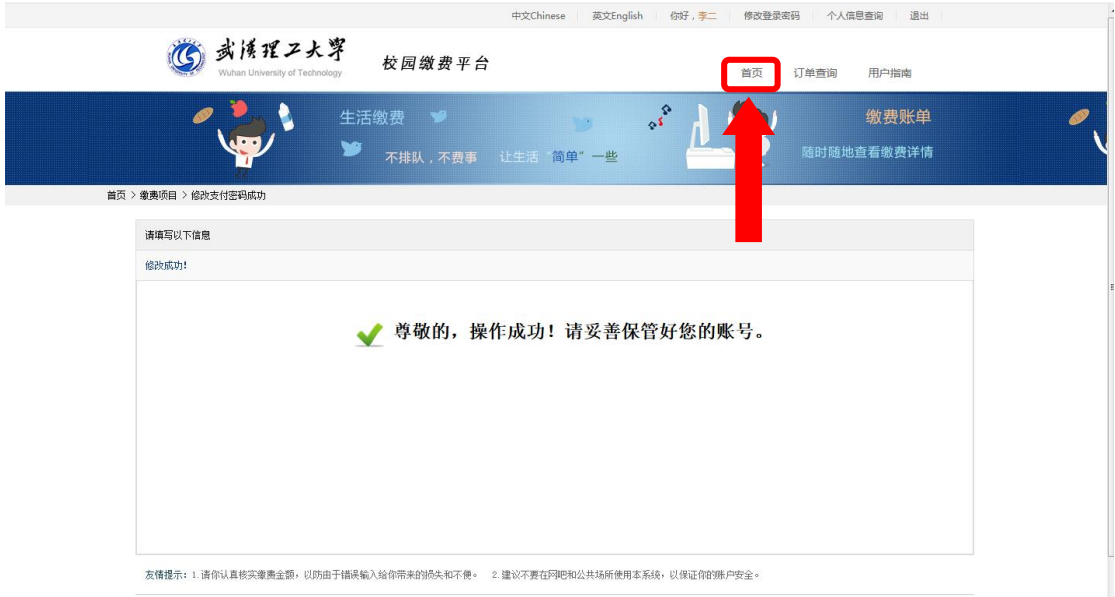 中文Chinese 英文English 你好，李二 修改登录密码 个人信息查询 退出
武汉理工大学
Wuhan University of Technology
校园缴费平台
首页 订单查询 用户指南
生活缴费
不排队，不费事 让生活“简单”一些
缴费账单
随时随地查看缴费详情
首页 > 缴费项目 > 修改支付密码成功
请填写以下信息
修改成功!
尊敬的，操作成功！请妥善保管好您的账号。
友情提示：1.请你认真核实缴费金额，以防由于错误输入给你带来的损失和不便。 2.建议不要在网吧和公共场所使用本系统，以保证你的账户安全。